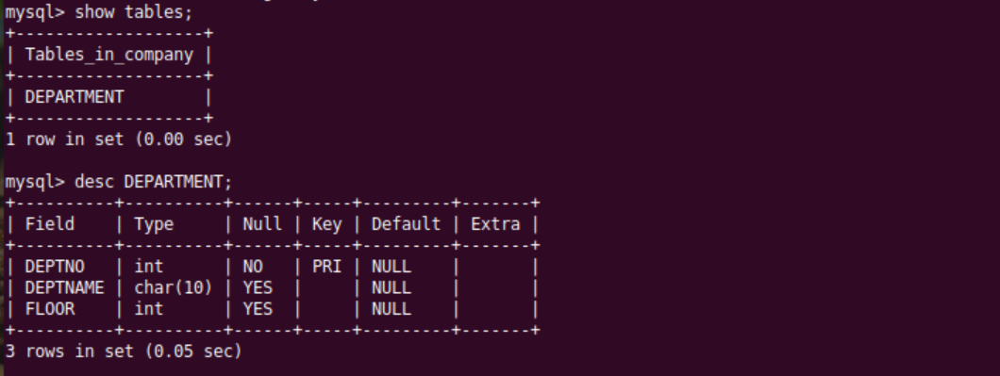 mysql> show tables;
+-------------------+
| Tables_in_company |
+-------------------+
| DEPARTMENT        |
+-------------------+
1 row in set (0.00 sec)
mysql> desc DEPARTMENT;
+----------+----------+------+-----+---------+-------+
| Field    | Type     | Null | Key | Default | Extra |
+----------+----------+------+-----+---------+-------+
| DEPTNO   | int      | NO   | PRI | NULL    |       |
| DEPTNAME | char(10) | YES  |     | NULL    |       |
| FLOOR    | int      | YES  |     | NULL    |       |
+----------+----------+------+-----+---------+-------+
3 rows in set (0.05 sec)